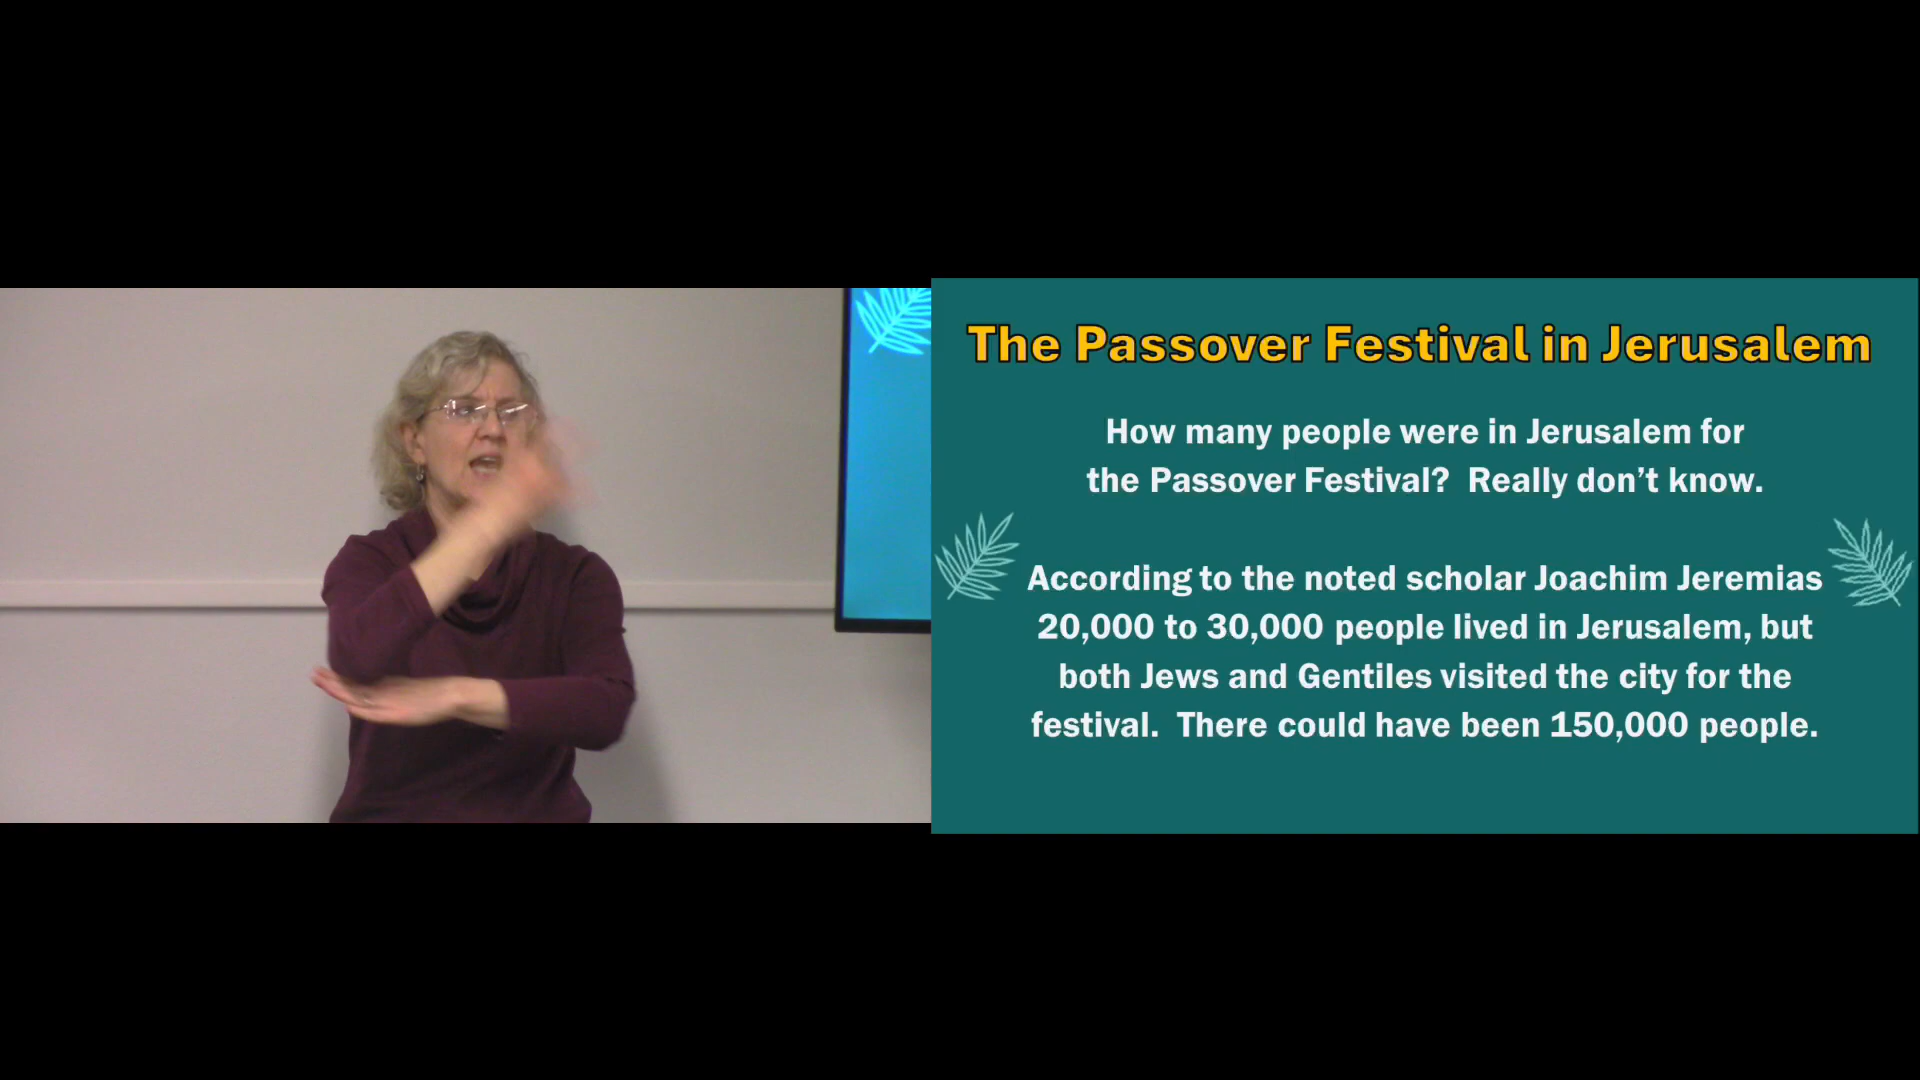 The Passover Festival in Jerusalem
How many people were in Jerusalem for
the Passover Festival?  Really don’t know.
According to the noted scholar Joachim Jeremias
20,000 to 30,000 people lived in Jerusalem, but
both Jews and Gentiles visited the city for the
festival.  There could have been 150,000 people.